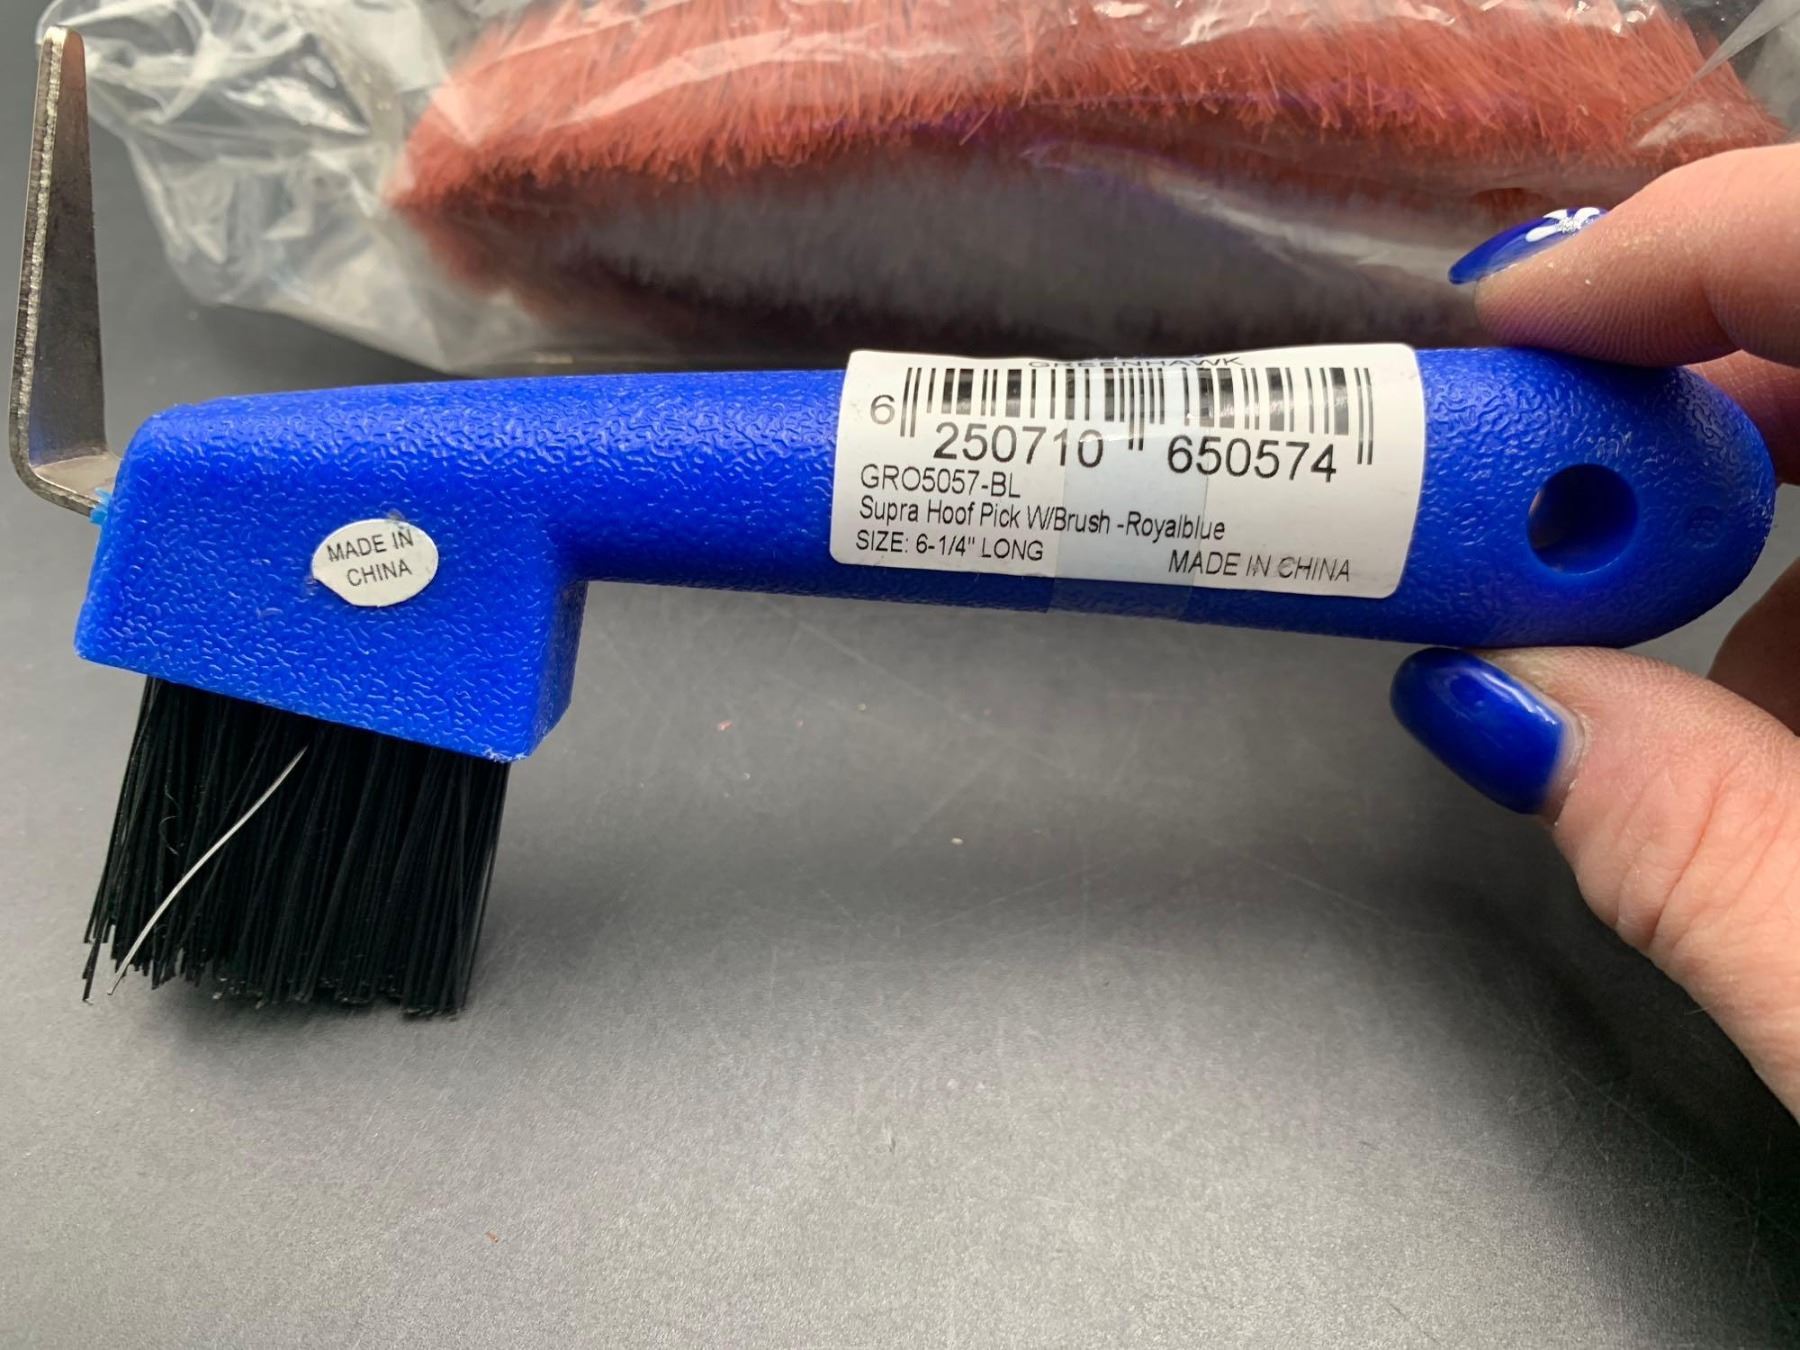 GREENHAWK
6 250710 650574
GRO5057-BL
Supra Hoof Pick W/Brush -Royalblue
SIZE: 6-1/4" LONG MADE IN CHINA
MADE IN
CHINA